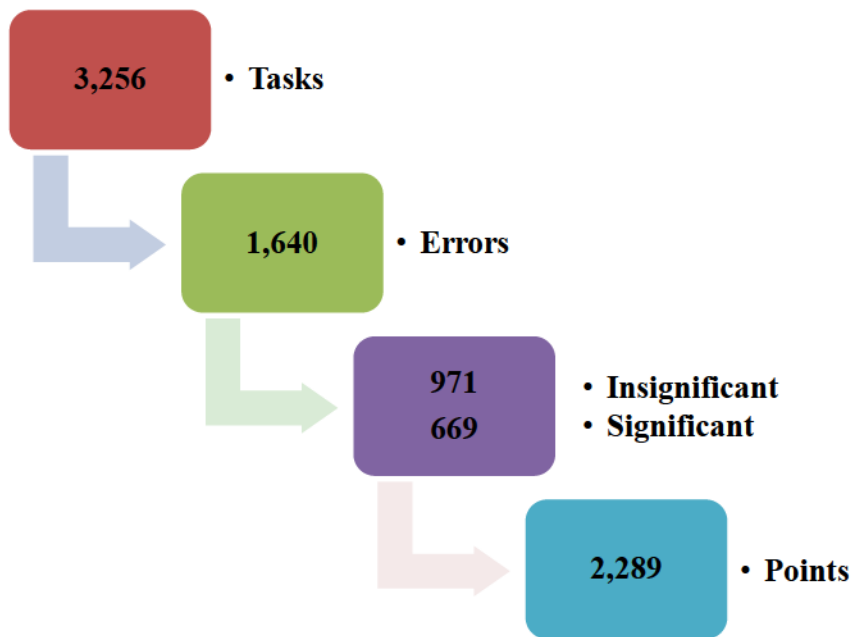 3,256 • Tasks
1,640 • Errors
971 • Insignificant
669 • Significant
2,289 • Points